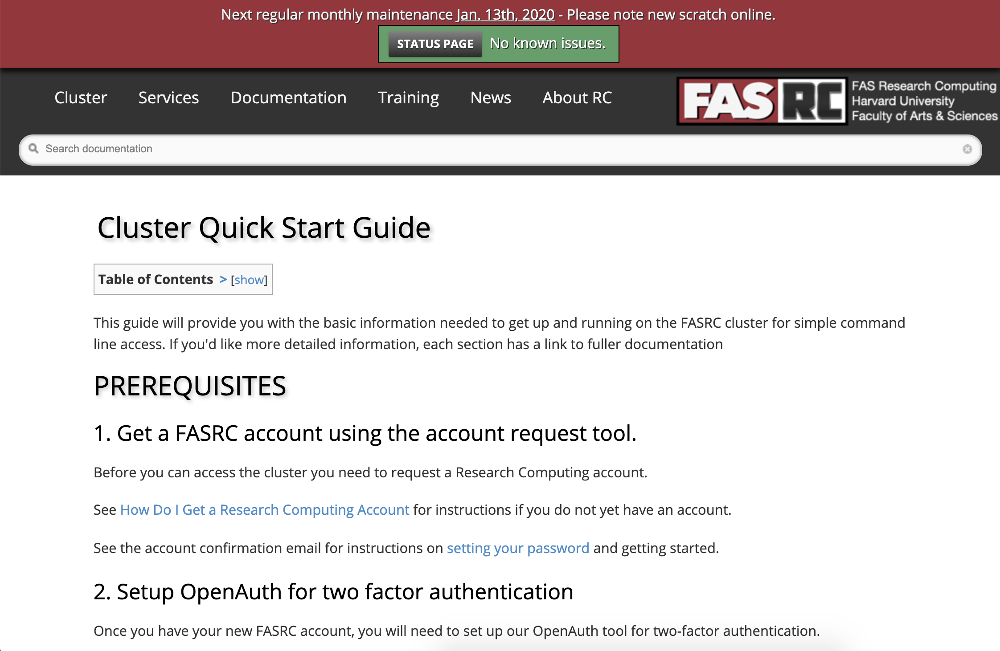 Next regular monthly maintenance Jan. 13th, 2020 - Please note new scratch online.
STATUS PAGE No known issues.
Cluster Services Documentation Training News About RC
FASRC
FAS Research Computing
Harvard University
Faculty of Arts & Sciences
Search documentation
Cluster Quick Start Guide
Table of Contents > [show]
This guide will provide you with the basic information needed to get up and running on the FASRC cluster for simple command
line access. If you'd like more detailed information, each section has a link to fuller documentation
PREREQUISITES
1. Get a FASRC account using the account request tool.
Before you can access the cluster you need to request a Research Computing account.
See How Do I Get a Research Computing Account for instructions if you do not yet have an account.
See the account confirmation email for instructions on setting your password and getting started.
2. Setup OpenAuth for two factor authentication
Once you have your new FASRC account, you will need to set up our OpenAuth tool for two-factor authentication.